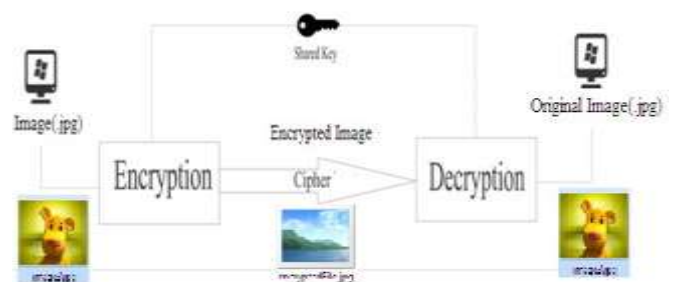 Shared Key
Image(.jpg)
Original Image(.jpg)
Encrypted Image
Encryption
Cipher
Decryption